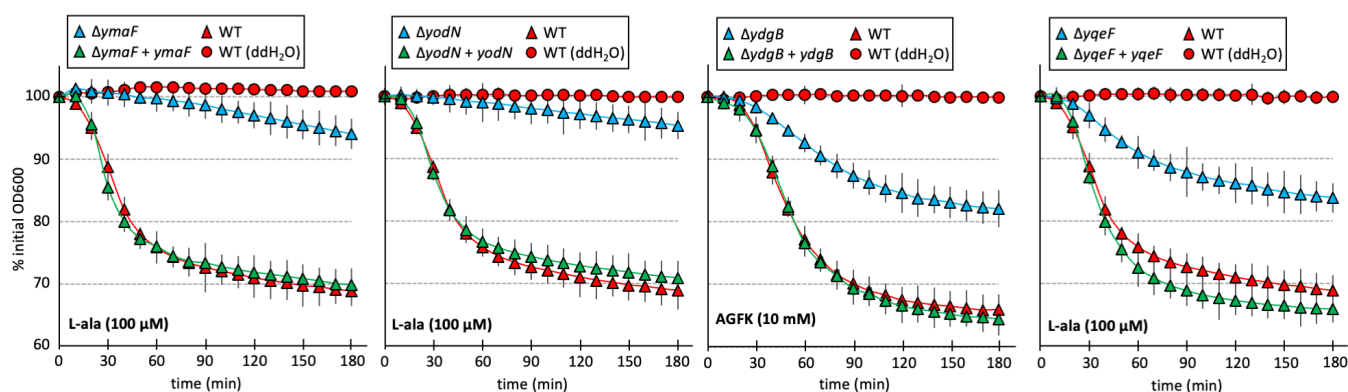 ΔymaF WT
ΔymaF + ymaF WT (ddH₂O)
ΔyodN WT
ΔyodN + yodN WT (ddH₂O)
ΔydgB WT
ΔydgB + ydgB WT (ddH₂O)
ΔyqeF WT
ΔyqeF + yqeF WT (ddH₂O)
% initial OD600
100
90
80
70
60
L-ala (100 µM)
0 30 60 90 120 150 180
time (min)
L-ala (100 µM)
0 30 60 90 120 150 180
time (min)
AGFK (10 mM)
0 30 60 90 120 150 180
time (min)
L-ala (100 µM)
0 30 60 90 120 150 180
time (min)